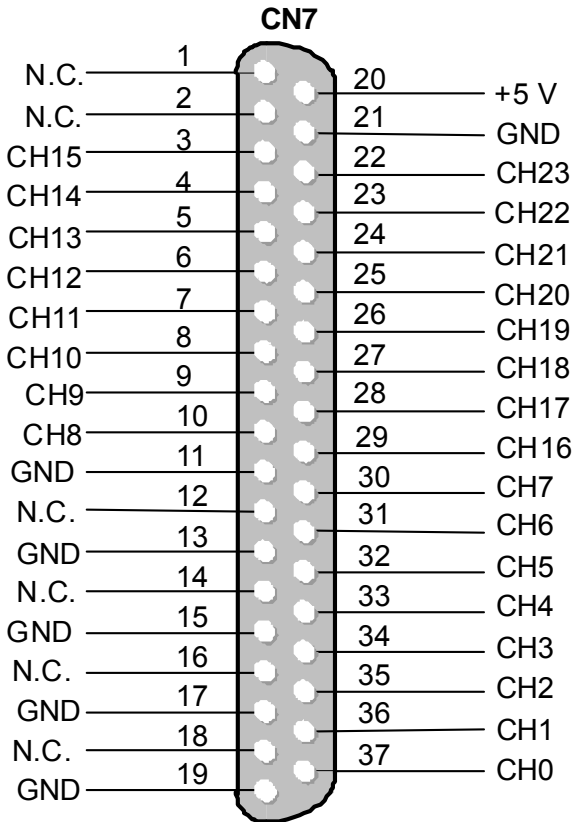 CN7
N.C. 1
N.C. 2
CH15 3
CH14 4
CH13 5
CH12 6
CH11 7
CH10 8
CH9 9
CH8 10
GND 11
N.C. 12
GND 13
N.C. 14
GND 15
N.C. 16
GND 17
N.C. 18
GND 19
20 +5 V
21 GND
22 CH23
23 CH22
24 CH21
25 CH20
26 CH19
27 CH18
28 CH17
29 CH16
30 CH7
31 CH6
32 CH5
33 CH4
34 CH3
35 CH2
36 CH1
37 CH0